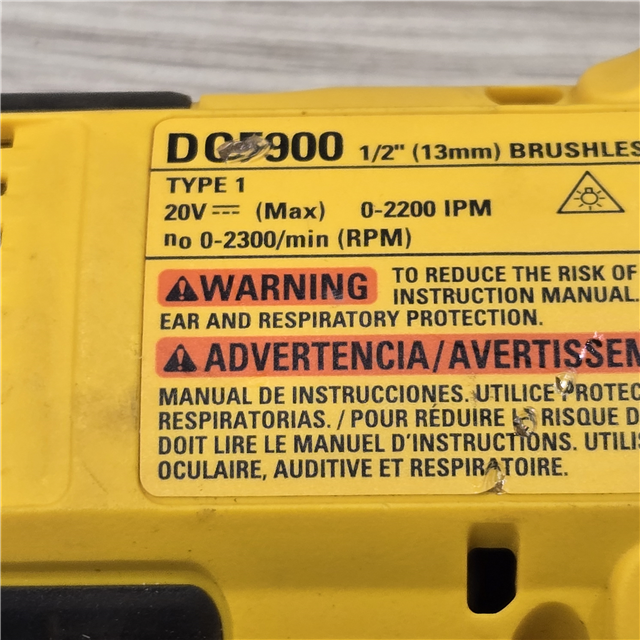 1/2" (13mm) BRUSHLES
TYPE 1
20V ⎓ (Max) 0-2200 IPM
no 0-2300/min (RPM)
WARNING TO REDUCE THE RISK OF
INSTRUCTION MANUAL.
EAR AND RESPIRATORY PROTECTION.
ADVERTENCIA/AVERTISSEM
MANUAL DE INSTRUCCIONES. UTILICE PROTEC
RESPIRATORIAS. / POUR RÉDUIRE RISQUE D
DOIT LIRE LE MANUEL D'INSTRUCTIONS. UTILIS
OCULAIRE, AUDITIVE ET RESPIRATOIRE.